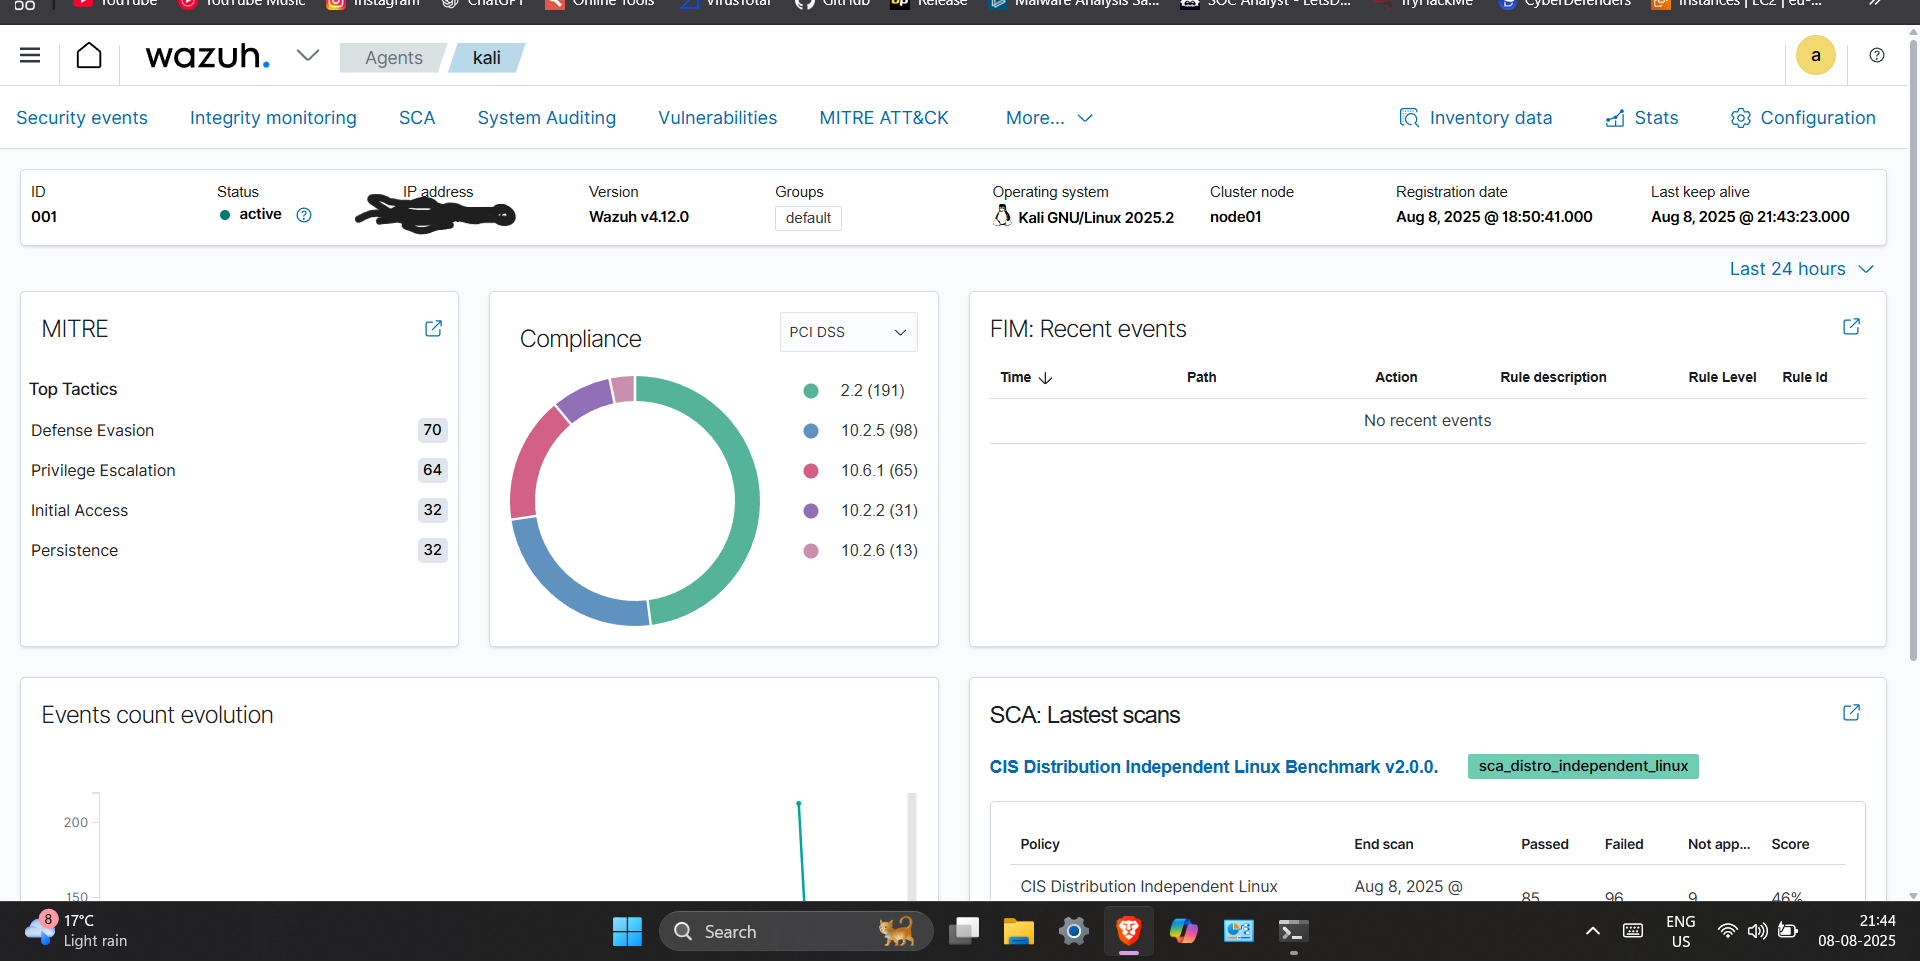 YouTube YouTube Music Instagram ChatGPT Online Tools VirusTotal GitHub Release Malware Analysis Sa... SOC Analyst - LetsD... TryHackMe CyberDefenders Instances | EC2 | eu-...
wazuh. Agents kali a
Security events Integrity monitoring SCA System Auditing Vulnerabilities MITRE ATT&CK More... Inventory data Stats Configuration
ID Status IP address Version Groups Operating system Cluster node Registration date Last keep alive
001 active Wazuh v4.12.0 default Kali GNU/Linux 2025.2 node01 Aug 8, 2025 @ 18:50:41.000 Aug 8, 2025 @ 21:43:23.000
Last 24 hours
MITRE
Top Tactics
Defense Evasion 70
Privilege Escalation 64
Initial Access 32
Persistence 32
Compliance PCI DSS
2.2 (191)
10.2.5 (98)
10.6.1 (65)
10.2.2 (31)
10.2.6 (13)
FIM: Recent events
Time Path Action Rule description Rule Level Rule Id
No recent events
Events count evolution
200
150
SCA: Lastest scans
CIS Distribution Independent Linux Benchmark v2.0.0. sca_distro_independent_linux
Policy End scan Passed Failed Not app... Score
CIS Distribution Independent Linux Aug 8, 2025 @ 85 96 9 46%
8 17°C
Light rain
Search
ENG
US
21:44
08-08-2025